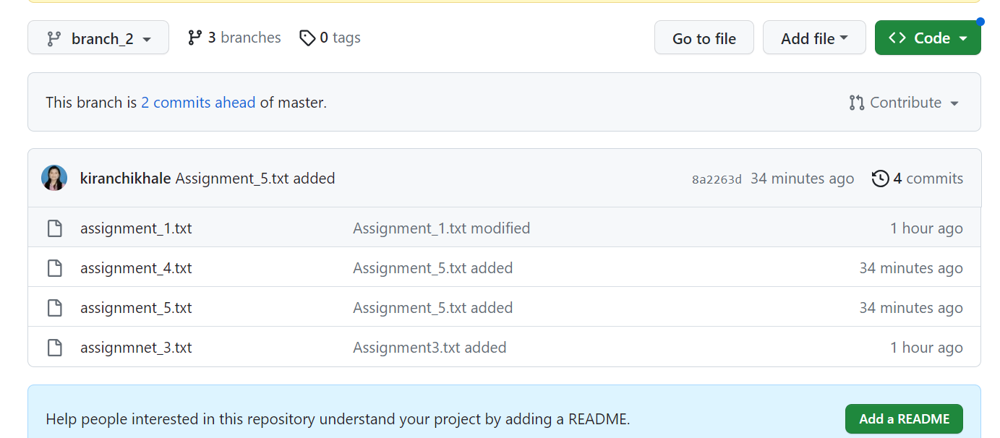 branch_2 3 branches 0 tags Go to file Add file Code
This branch is 2 commits ahead of master. Contribute
kiranchikhale Assignment_5.txt added 8a2263d 34 minutes ago 4 commits
assignment_1.txt Assignment_1.txt modified 1 hour ago
assignment_4.txt Assignment_5.txt added 34 minutes ago
assignment_5.txt Assignment_5.txt added 34 minutes ago
assignmnet_3.txt Assignment3.txt added 1 hour ago
Help people interested in this repository understand your project by adding a README. Add a README